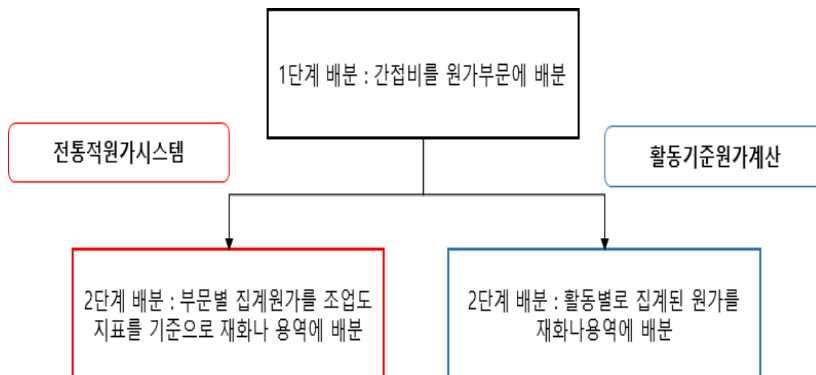 1단계 배분 : 간접비를 원가부문에 배분
전통적원가시스템
활동기준원가계산
2단계 배분 : 부문별 집계원가를 조업도
지표를 기준으로 재화나 용역에 배분
2단계 배분 : 활동별로 집계된 원가를
재화나용역에 배분